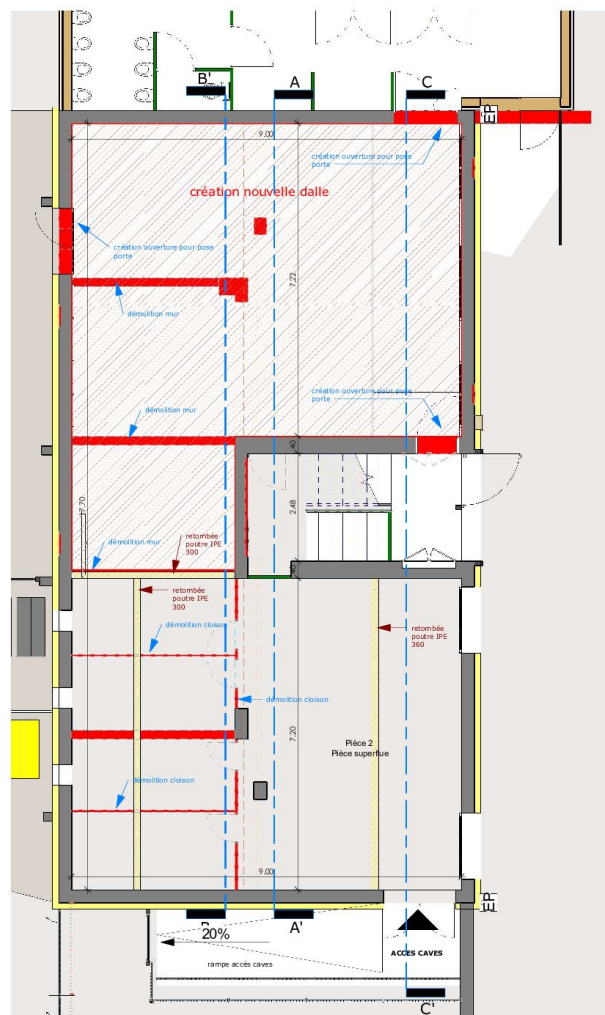 B'
A
C
EP
9.00
création ouverture pour pose
porte
création nouvelle dalle
création ouverture pour pose
porte
7.22
démolition mur
création ouverture pour pose
porte
démolition mur
40
7.70
2.48
retombée
poutre IPE
300
démolition mur
retombée
poutre IPE
300
démolition cloison
retombée
poutre IPE
360
démolition cloison
7.20
Pièce 2
Pièce superflue
démolition cloison
9.00
EP
B
A'
20%
ACCES CAVES
rampe accès caves
C'